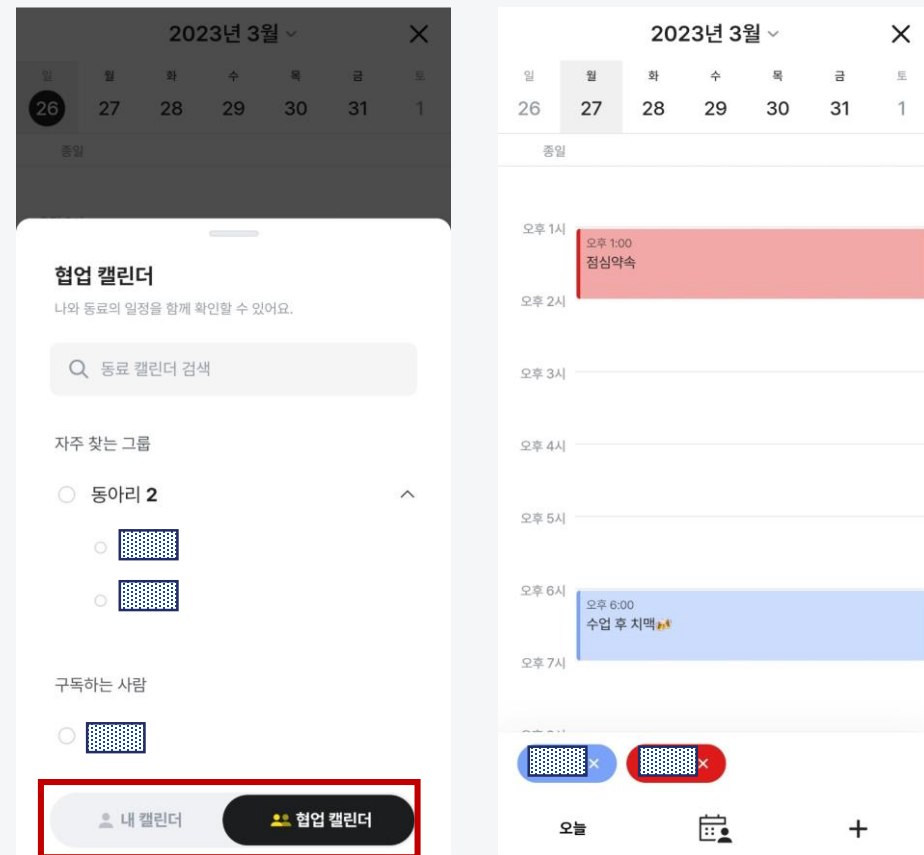 2023년 3월
일 월 화 수 목 금 토
26 27 28 29 30 31 1
종일
협업 캘린더
나와 동료의 일정을 함께 확인할 수 있어요.
동료 캘린더 검색
자주 찾는 그룹
동아리 2
구독하는 사람
내 캘린더 협업 캘린더
2023년 3월
일 월 화 수 목 금 토
26 27 28 29 30 31 1
종일
오후 1시
오후 1:00
점심약속
오후 2시
오후 3시
오후 4시
오후 5시
오후 6시
오후 6:00
수업 후 치맥🍻
오후 7시
오늘